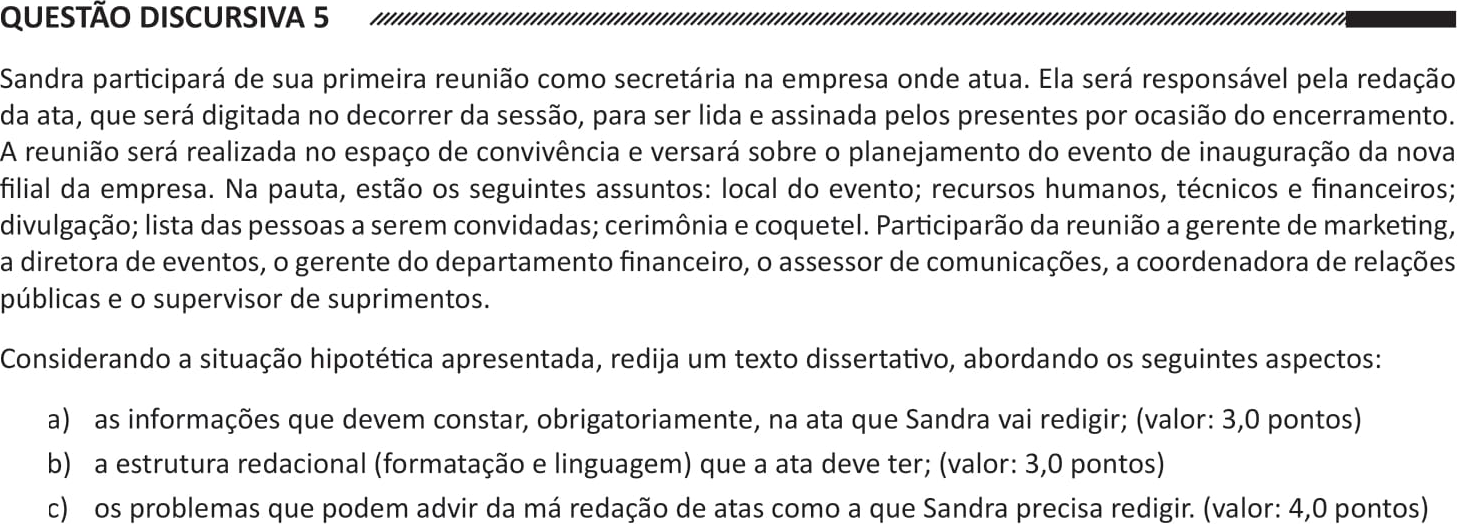 QUESTÃO DISCURSIVA 5
Sandra participará de sua primeira reunião como secretária na empresa onde atua. Ela será responsável pela redação
da ata, que será digitada no decorrer da sessão, para ser lida e assinada pelos presentes por ocasião do encerramento.
A reunião será realizada no espaço de convivência e versará sobre o planejamento do evento de inauguração da nova
filial da empresa. Na pauta, estão os seguintes assuntos: local do evento; recursos humanos, técnicos e financeiros;
divulgação; lista das pessoas a serem convidadas; cerimônia e coquetel. Participarão da reunião a gerente de marketing,
a diretora de eventos, o gerente do departamento financeiro, o assessor de comunicações, a coordenadora de relações
públicas e o supervisor de suprimentos.
Considerando a situação hipotética apresentada, redija um texto dissertativo, abordando os seguintes aspectos:
a) as informações que devem constar, obrigatoriamente, na ata que Sandra vai redigir; (valor: 3,0 pontos)
b) a estrutura redacional (formatação e linguagem) que a ata deve ter; (valor: 3,0 pontos)
c) os problemas que podem advir da má redação de atas como a que Sandra precisa redigir. (valor: 4,0 pontos)